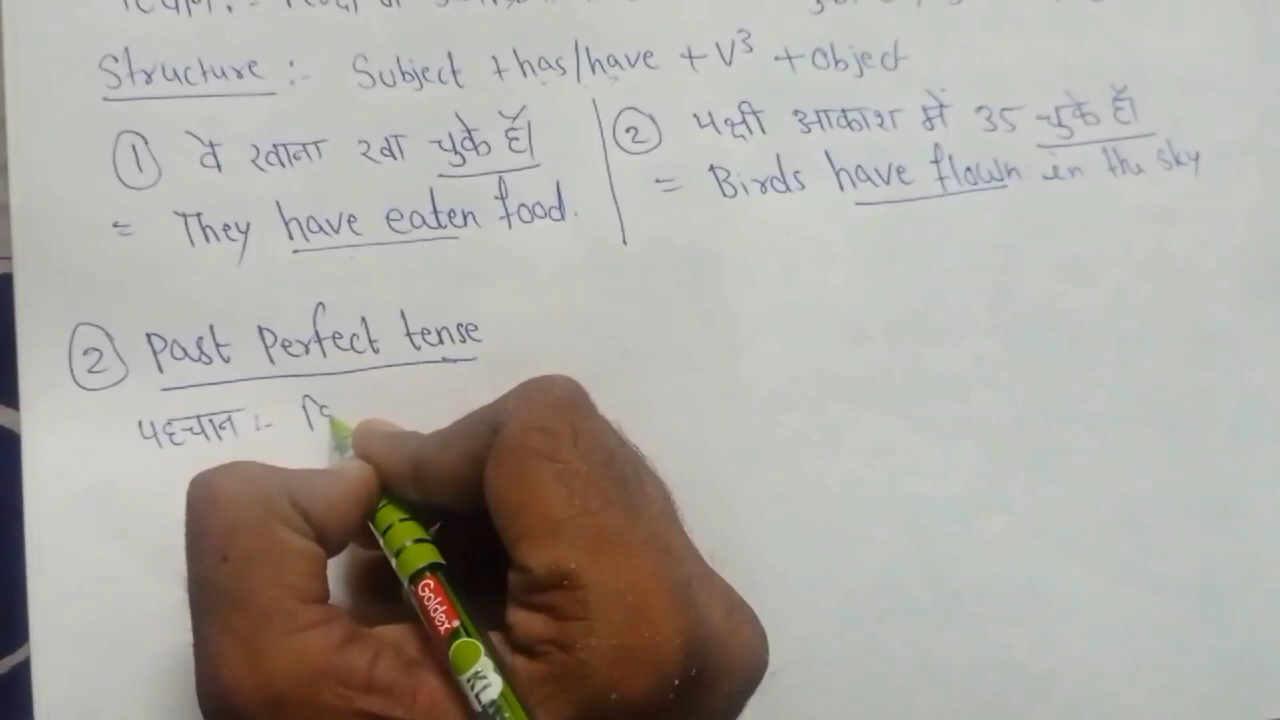 Structure :- Subject + has/have + V³ + Object
① वे खाना खा चुके हैं।
= They have eaten food.
② पक्षी आकाश में उड़ चुके हैं।
= Birds have flown in the sky
② Past Perfect tense
पहचान :-
Goldex